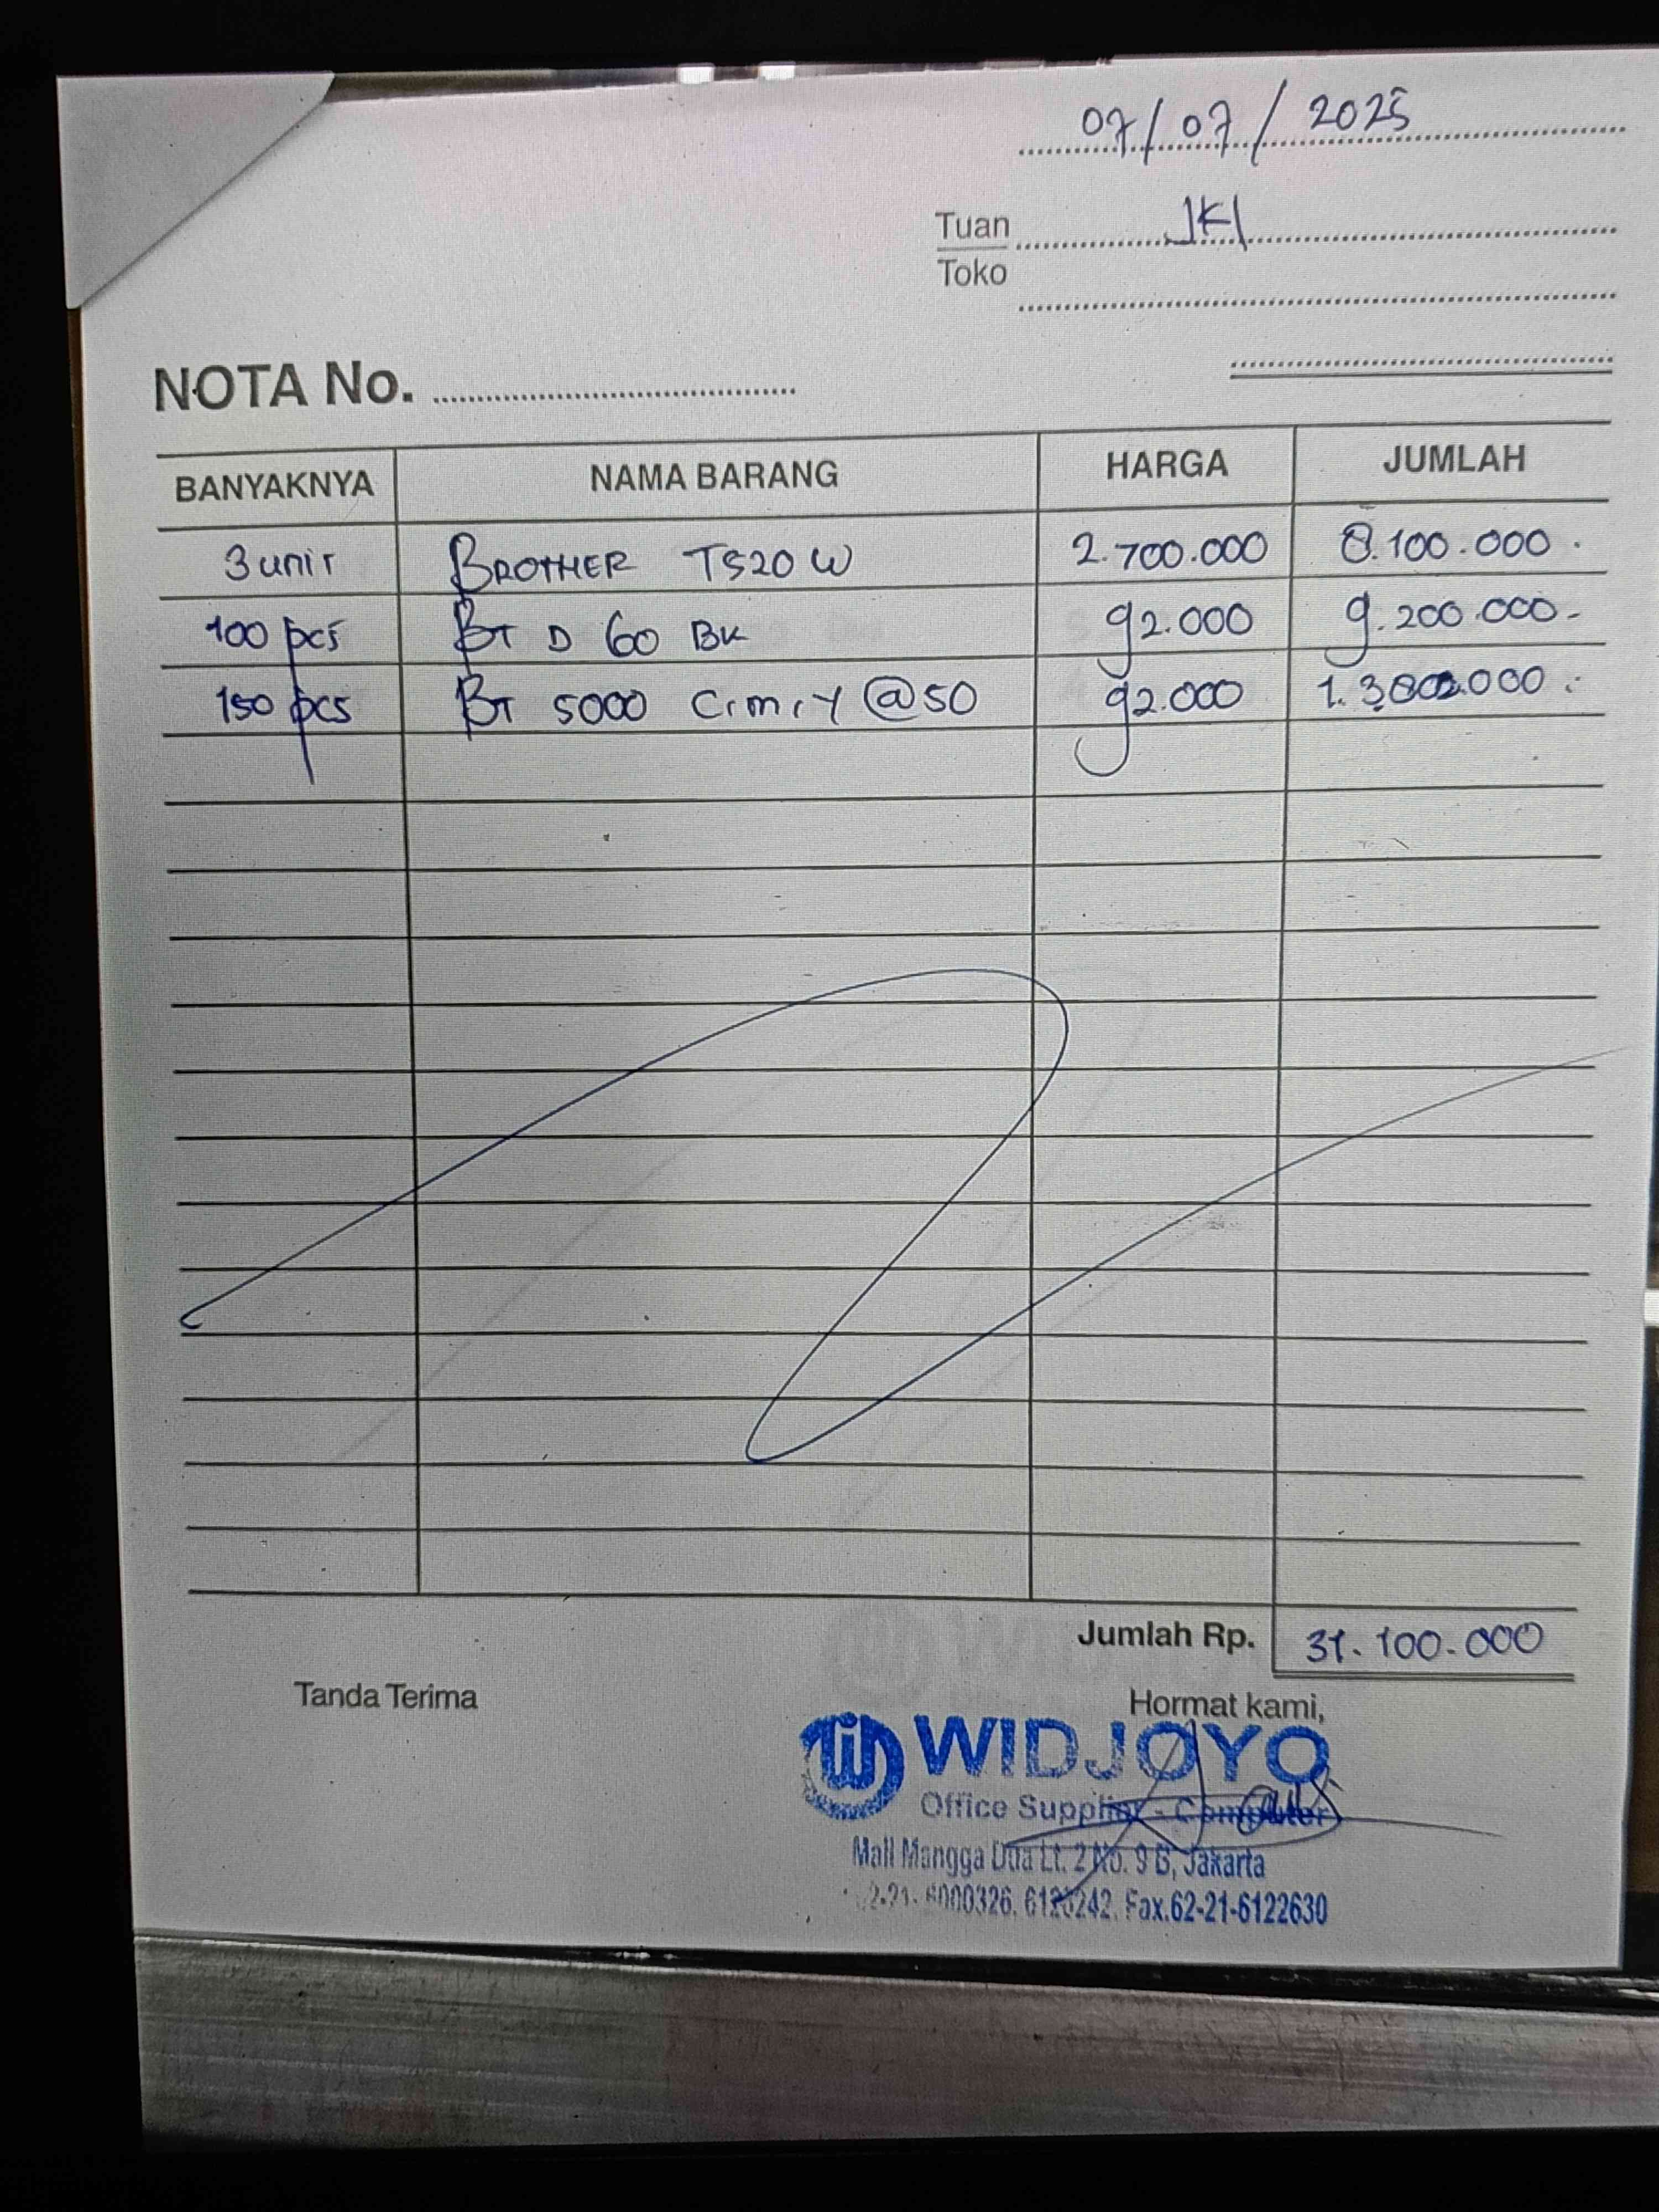 07/07/2025
Tuan JKI
Toko
NOTA No.
BANYAKNYA NAMA BARANG HARGA JUMLAH
3 unit BROTHER T520 W 2.700.000 8.100.000.
100 pcs BT D 60 BK 92.000 9.200.000-
150 pcs BT 5000 C,M,Y @50 92.000
Jumlah Rp. 31.100.000
Tanda Terima Hormat kami,
WIDJOYO
Office Supplier - Computer
Mall Mangga Dua Lt. 2 No. 9 B, Jakarta
Fax.62-21-6122630